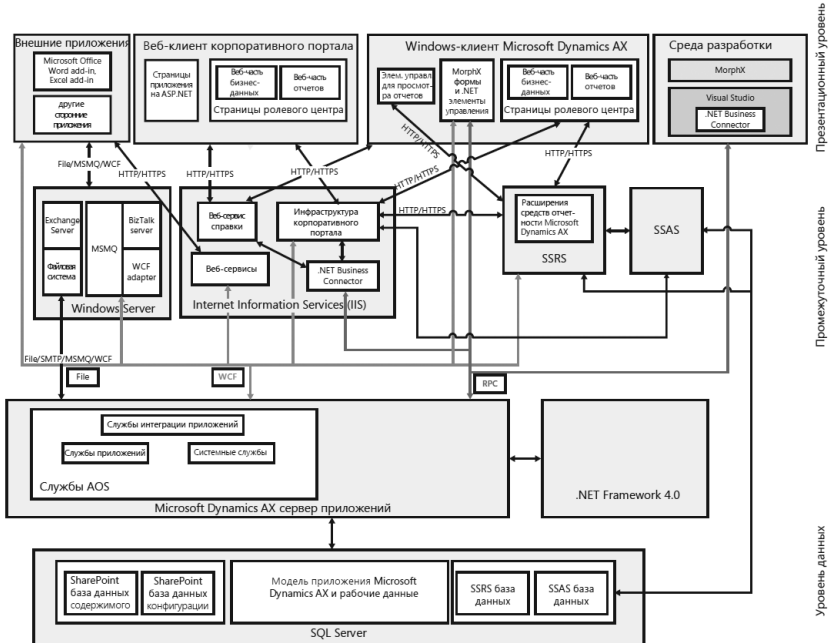 Внешние приложения
Microsoft Office
Word add-in,
Excel add-in
другие
сторонние
приложения
Веб-клиент корпоративного портала
Страницы
приложения
на ASP.NET
Веб-часть
бизнес-
данных
Веб-часть
отчетов
Страницы ролевого центра
Windows-клиент Microsoft Dynamics AX
Элем. управл.
для просмот-
ра отчетов
MorphX
формы
и .NET
элементы
управления
Веб-часть
бизнес-
данных
Веб-часть
отчетов
Страницы ролевого центра
Среда разработки
MorphX
Visual Studio
.NET Business
Connector
Презентационный уровень
File/MSMQ/WCF
HTTP/HTTPS
HTTP/HTTPS
HTTP/HTTPS
HTTP/HTTPS
HTTP/HTTPS
HTTP/HTTPS
HTTP/HTTPS
Exchange
Server
Файловая
система
MSMQ
BizTalk
server
WCF
adapter
Windows Server
Веб-сервис
справки
Инфраструктура
корпоративного
портала
Веб-сервисы
.NET Business
Connector
Internet Information Services (IIS)
Расширения
средств отчет-
ности Microsoft
Dynamics AX
SSRS
SSAS
Промежуточный уровень
File/SMTP/MSMQ/WCF
File
WCF
RPC
Службы интеграции приложений
Службы приложений
Системные службы
Службы AOS
Microsoft Dynamics AX сервер приложений
.NET Framework 4.0
SharePoint
база данных
содержимого
SharePoint
база данных
конфигурации
Модель приложения Microsoft
Dynamics AX и рабочие данные
SSRS база
данных
SSAS база
данных
SQL Server
Уровень данных